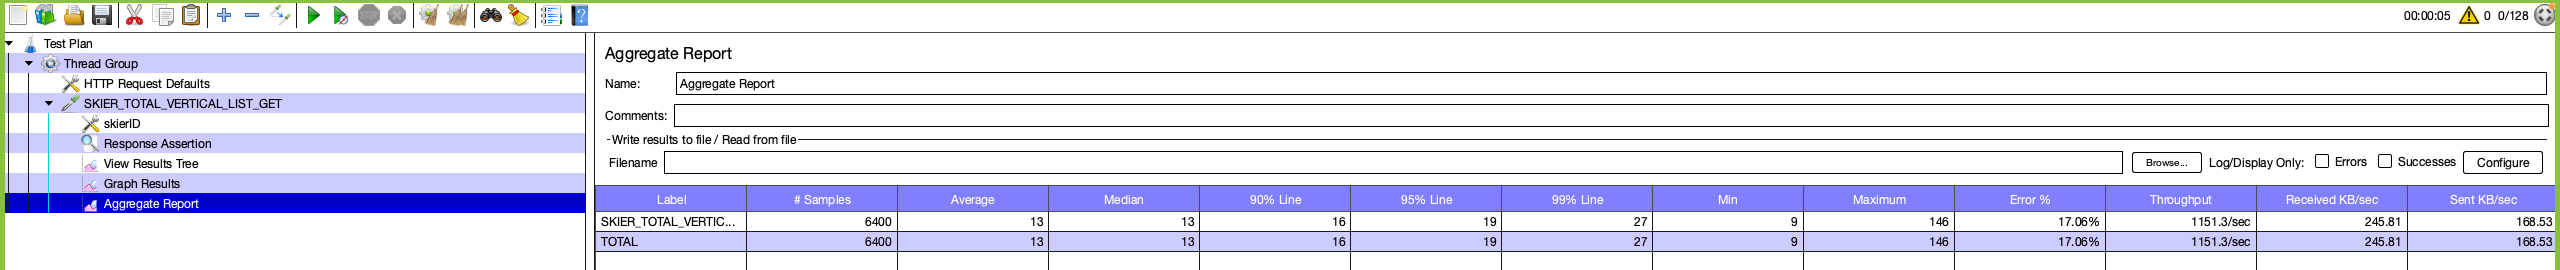 STOP
00:00:05 0 0/128
Test Plan
Thread Group
HTTP Request Defaults
SKIER_TOTAL_VERTICAL_LIST_GET
skierID
Response Assertion
View Results Tree
Graph Results
Aggregate Report
Aggregate Report
Name: Aggregate Report
Comments:
Write results to file / Read from file
Filename Browse... Log/Display Only: Errors Successes Configure
Label # Samples Average Median 90% Line 95% Line 99% Line Min Maximum Error % Throughput Received KB/sec Sent KB/sec
SKIER_TOTAL_VERTIC... 6400 13 13 16 19 27 9 146 17.06% 1151.3/sec 245.81 168.53
TOTAL 6400 13 13 16 19 27 9 146 17.06% 1151.3/sec 245.81 168.53